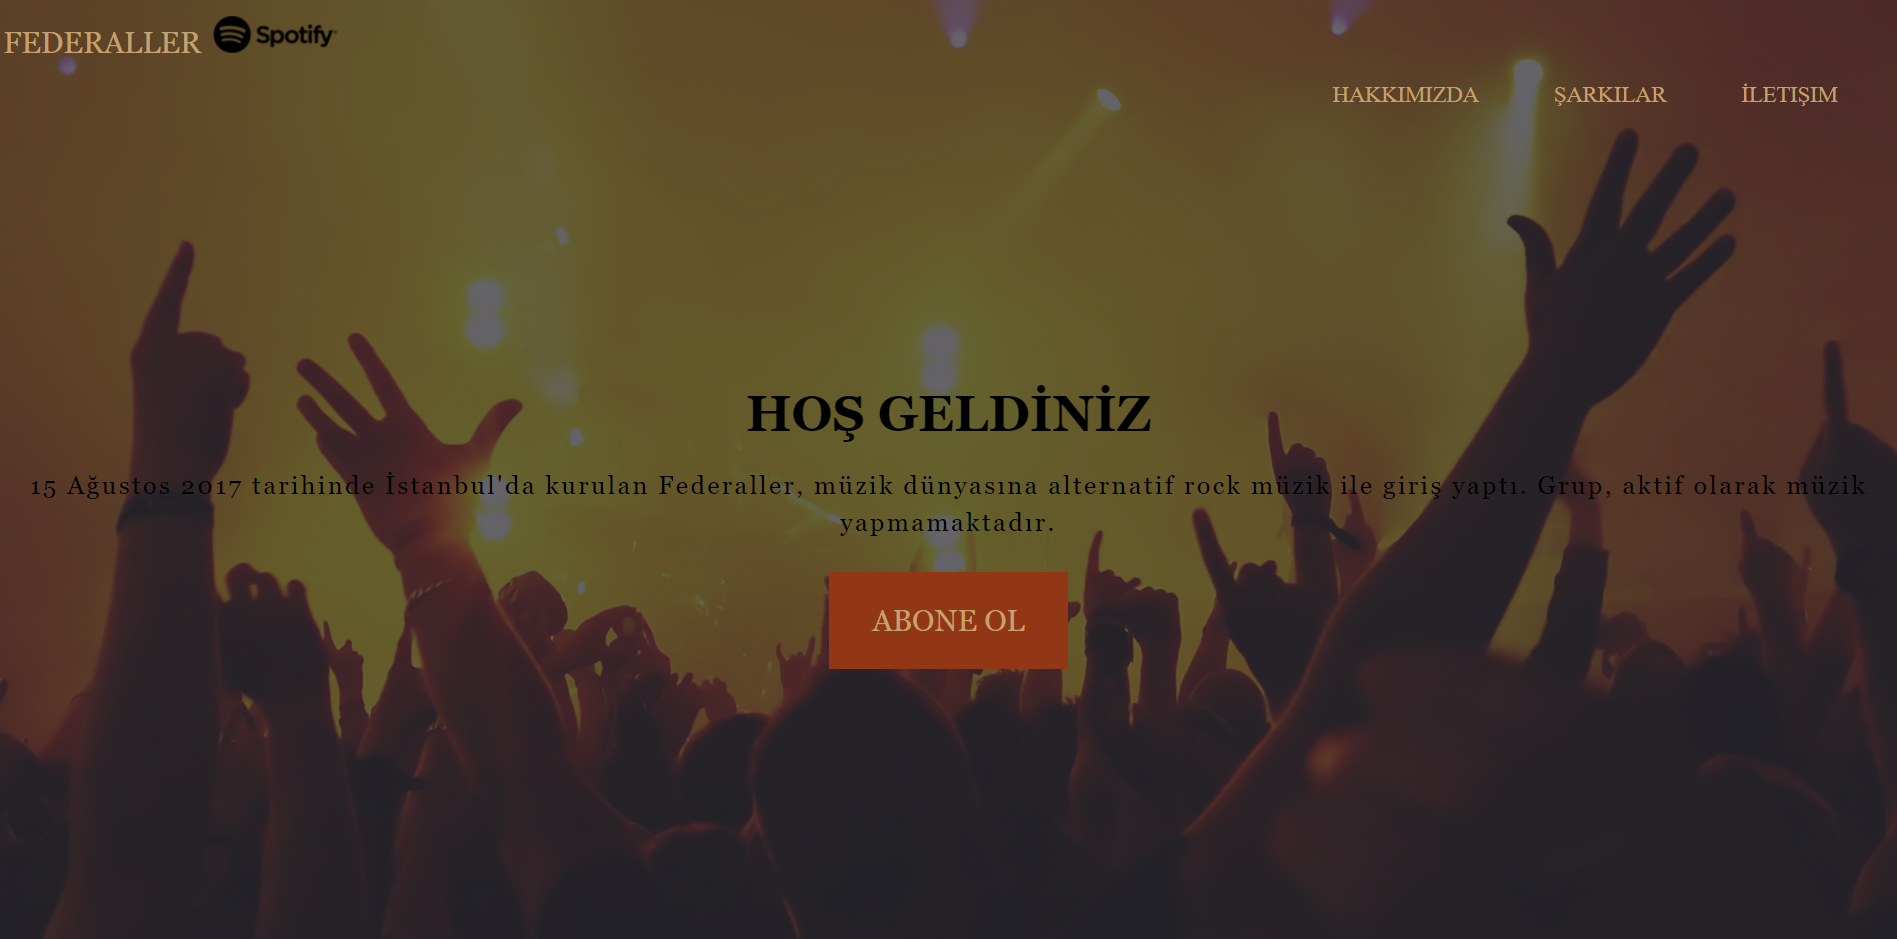 FEDERALLER Spotify
HAKKIMIZDA ŞARKILAR İLETIŞIM
HOŞ GELDİNİZ
15 Ağustos 2017 tarihinde İstanbul'da kurulan Federaller, müzik dünyasına alternatif rock müzik ile giriş yaptı. Grup, aktif olarak müzik
yapmamaktadır.
ABONE OL